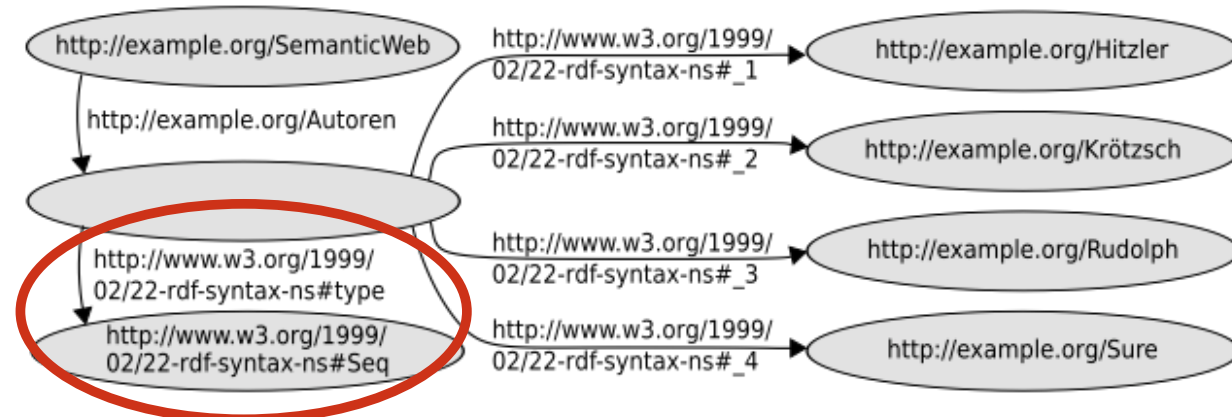 http://example.org/SemanticWeb
http://example.org/Autoren
http://www.w3.org/1999/
02/22-rdf-syntax-ns#type
http://www.w3.org/1999/
02/22-rdf-syntax-ns#Seq
http://www.w3.org/1999/
02/22-rdf-syntax-ns#_1
http://example.org/Hitzler
http://www.w3.org/1999/
02/22-rdf-syntax-ns#_2
http://example.org/Krötzsch
http://www.w3.org/1999/
02/22-rdf-syntax-ns#_3
http://example.org/Rudolph
http://www.w3.org/1999/
02/22-rdf-syntax-ns#_4
http://example.org/Sure